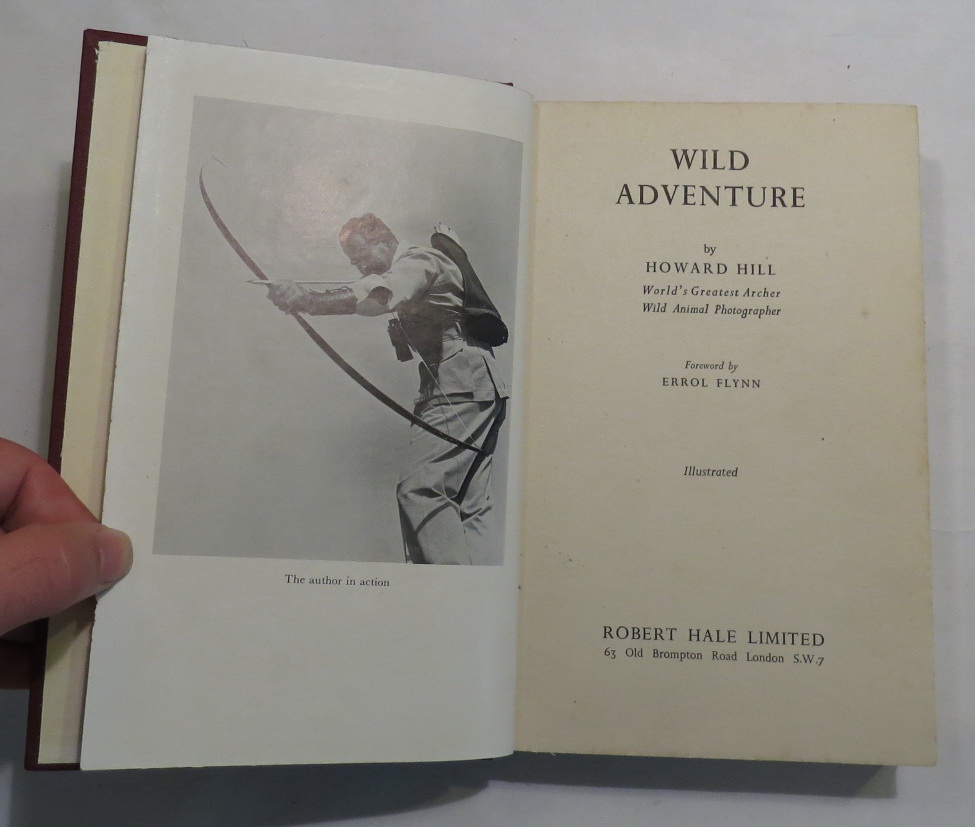 The author in action
WILD
ADVENTURE
by
HOWARD HILL
World's Greatest Archer
Wild Animal Photographer
Foreword by
ERROL FLYNN
Illustrated
ROBERT HALE LIMITED
63 Old Brompton Road London S.W.7